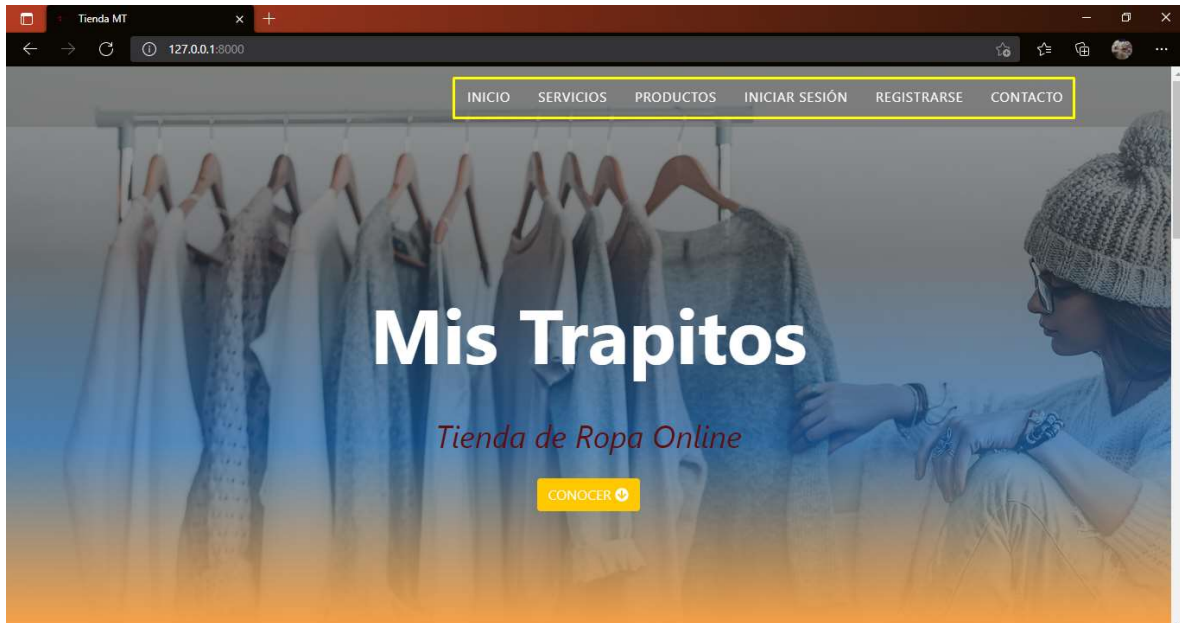 Tienda MT
127.0.0.1:8000
INICIO SERVICIOS PRODUCTOS INICIAR SESIÓN REGISTRARSE CONTACTO
Mis Trapitos
Tienda de Ropa Online
CONOCER